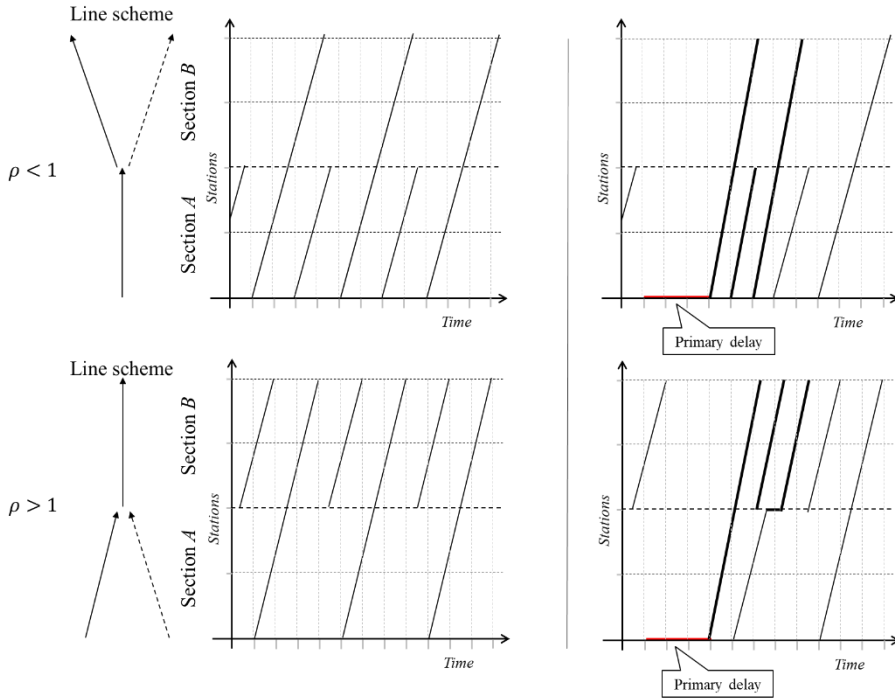 Line scheme
ρ < 1
Section B
Section A
Stations
Time
Stations
Time
Primary delay
Line scheme
ρ > 1
Section B
Section A
Stations
Time
Stations
Time
Primary delay